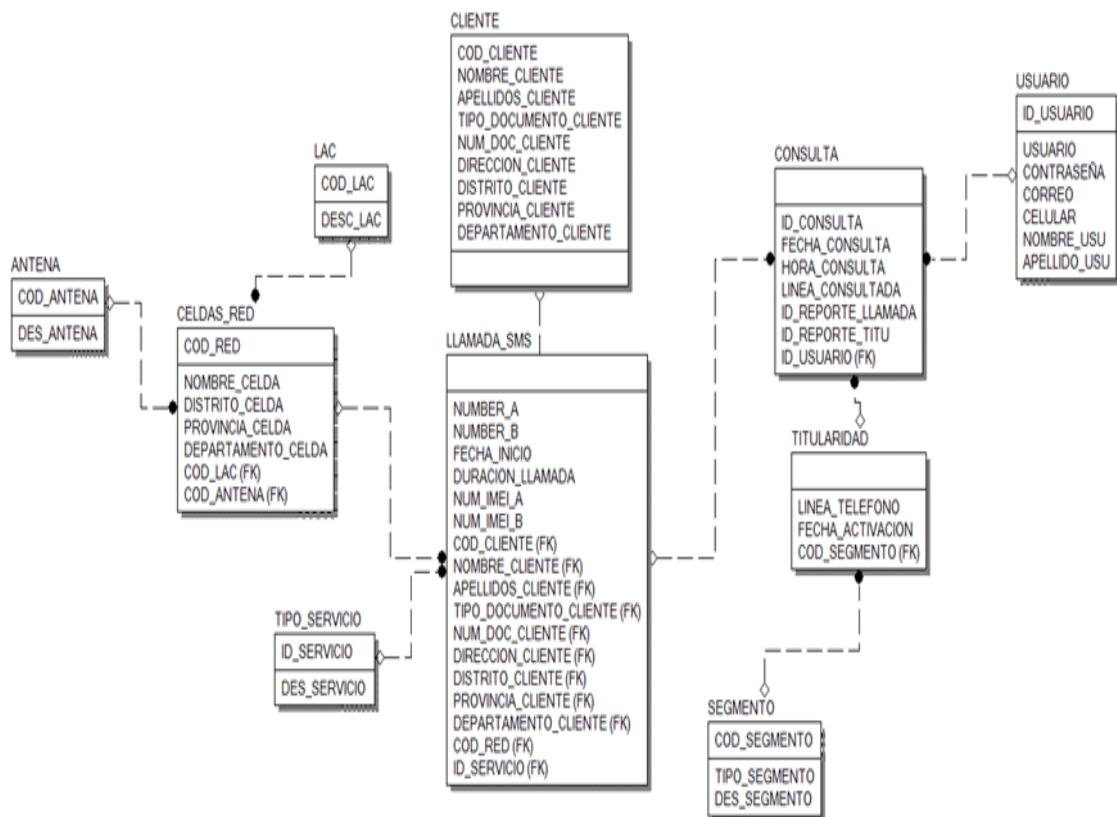 CLIENTE
COD_CLIENTE
NOMBRE_CLIENTE
APELLIDOS_CLIENTE
TIPO_DOCUMENTO_CLIENTE
NUM_DOC_CLIENTE
DIRECCION_CLIENTE
DISTRITO_CLIENTE
PROVINCIA_CLIENTE
DEPARTAMENTO_CLIENTE
USUARIO
ID_USUARIO
USUARIO
CONTRASEÑA
CORREO
CELULAR
NOMBRE_USU
APELLIDO_USU
LAC
COD_LAC
DESC_LAC
CONSULTA
ID_CONSULTA
FECHA_CONSULTA
HORA_CONSULTA
LINEA_CONSULTADA
ID_REPORTE_LLAMADA
ID_REPORTE_TITU
ID_USUARIO (FK)
ANTENA
COD_ANTENA
DES_ANTENA
CELDAS_RED
COD_RED
NOMBRE_CELDA
DISTRITO_CELDA
PROVINCIA_CELDA
DEPARTAMENTO_CELDA
COD_LAC (FK)
COD_ANTENA (FK)
LLAMADA_SMS
NUMBER_A
NUMBER_B
FECHA_INICIO
DURACION_LLAMADA
NUM_IMEI_A
NUM_IMEI_B
COD_CLIENTE (FK)
NOMBRE_CLIENTE (FK)
APELLIDOS_CLIENTE (FK)
TIPO_DOCUMENTO_CLIENTE (FK)
NUM_DOC_CLIENTE (FK)
DIRECCION_CLIENTE (FK)
DISTRITO_CLIENTE (FK)
PROVINCIA_CLIENTE (FK)
DEPARTAMENTO_CLIENTE (FK)
COD_RED (FK)
ID_SERVICIO (FK)
TITULARIDAD
LINEA_TELEFONO
FECHA_ACTIVACION
COD_SEGMENTO (FK)
TIPO_SERVICIO
ID_SERVICIO
DES_SERVICIO
SEGMENTO
COD_SEGMENTO
TIPO_SEGMENTO
DES_SEGMENTO